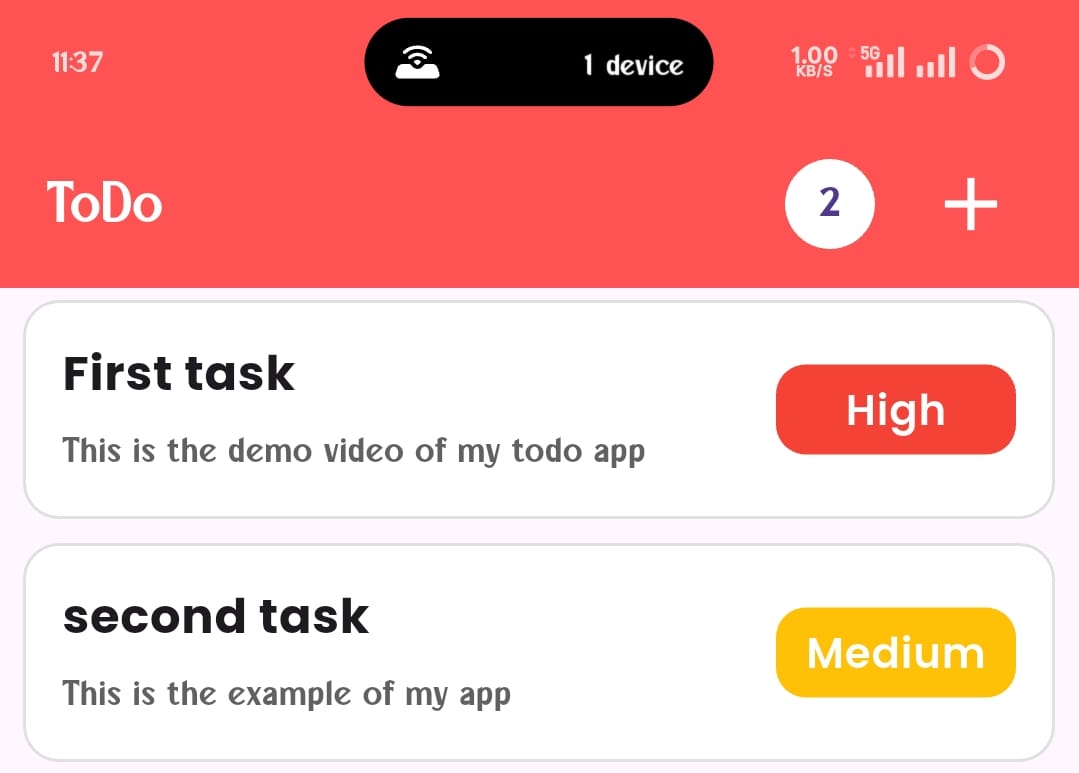 11:37
1 device
1.00
KB/S
5G
ToDo
2
First task
This is the demo video of my todo app
High
second task
This is the example of my app
Medium